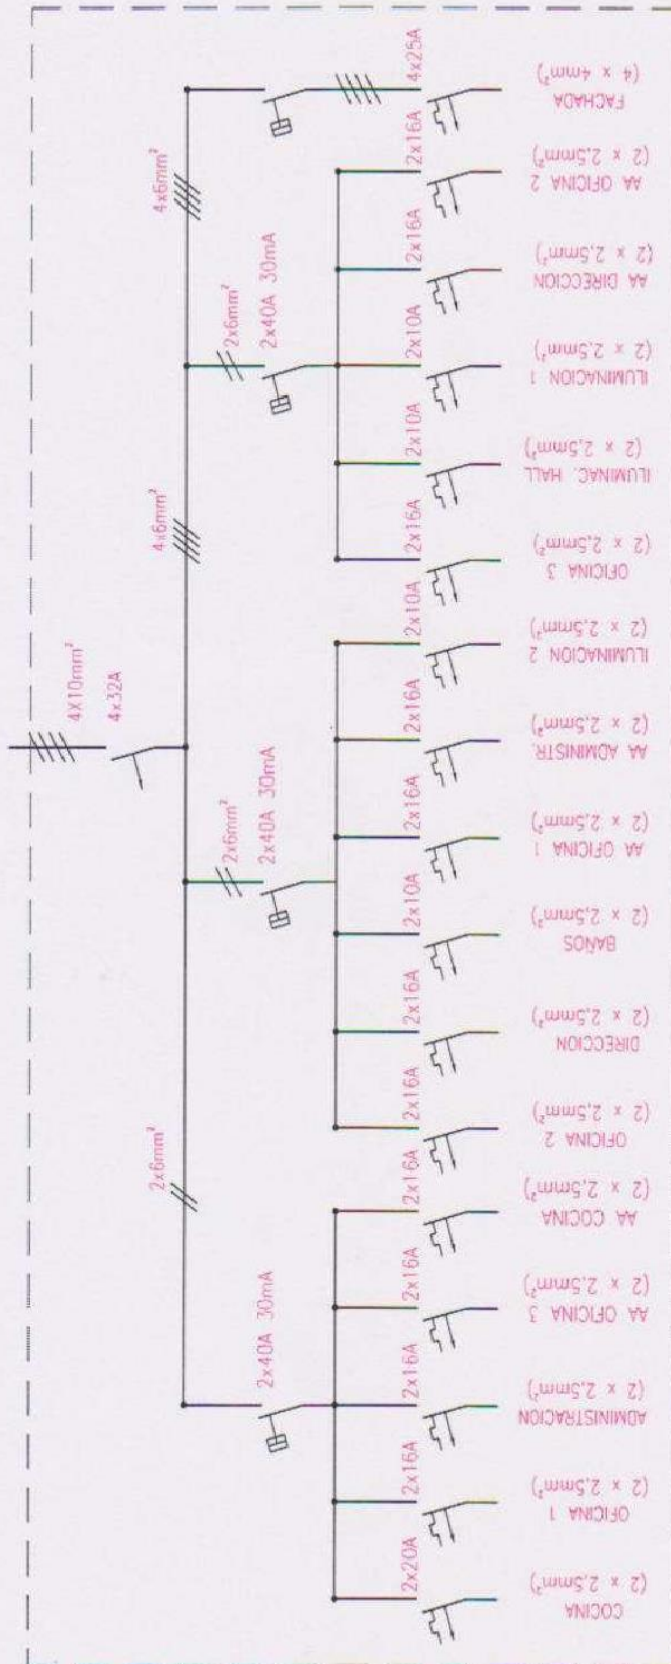 4X10mm²
4x32A
4x6mm²
4x6mm²
2x6mm²
2x6mm²
2x40A 30mA
2x6mm²
2x40A 30mA
2x40A 30mA
4x25A
FACHADA
(4 x 4mm²)
2x16A
AA OFICINA 2
(2 x 2,5mm²)
2x16A
AA DIRECCION
(2 x 2,5mm²)
2x10A
ILUMINACION 1
(2 x 2,5mm²)
2x10A
ILUMINAC. HALL
(2 x 2,5mm²)
2x16A
OFICINA 3
(2 x 2,5mm²)
2x10A
ILUMINACION 2
(2 x 2,5mm²)
2x16A
AA ADMINISTR.
(2 x 2,5mm²)
2x16A
AA OFICINA 1
(2 x 2,5mm²)
2x10A
BAÑOS
(2 x 2,5mm²)
2x16A
DIRECCION
(2 x 2,5mm²)
2x16A
OFICINA 2
(2 x 2,5mm²)
2x16A
AA COCINA
(2 x 2,5mm²)
2x16A
AA OFICINA 3
(2 x 2,5mm²)
2x16A
ADMINISTRACION
(2 x 2,5mm²)
2x16A
OFICINA 1
(2 x 2,5mm²)
2x20A
COCINA
(2 x 2,5mm²)